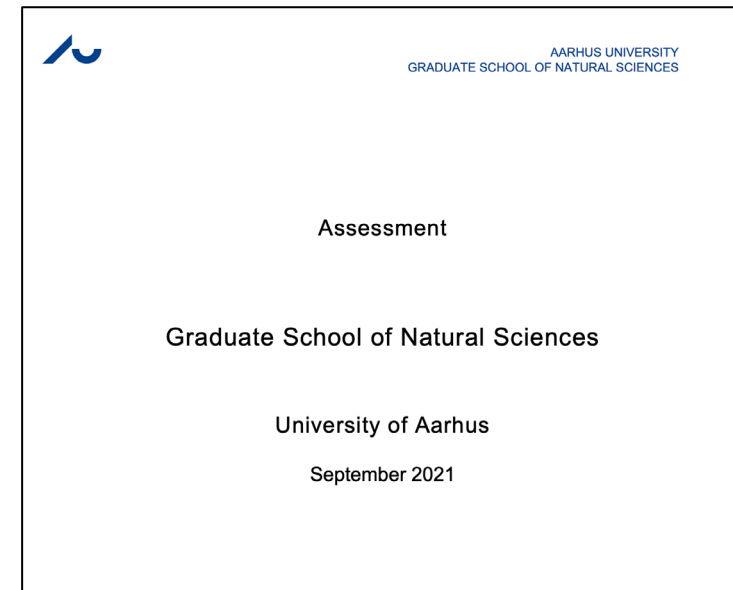 AARHUS UNIVERSITY
GRADUATE SCHOOL OF NATURAL SCIENCES
Assessment
Graduate School of Natural Sciences
University of Aarhus
September 2021